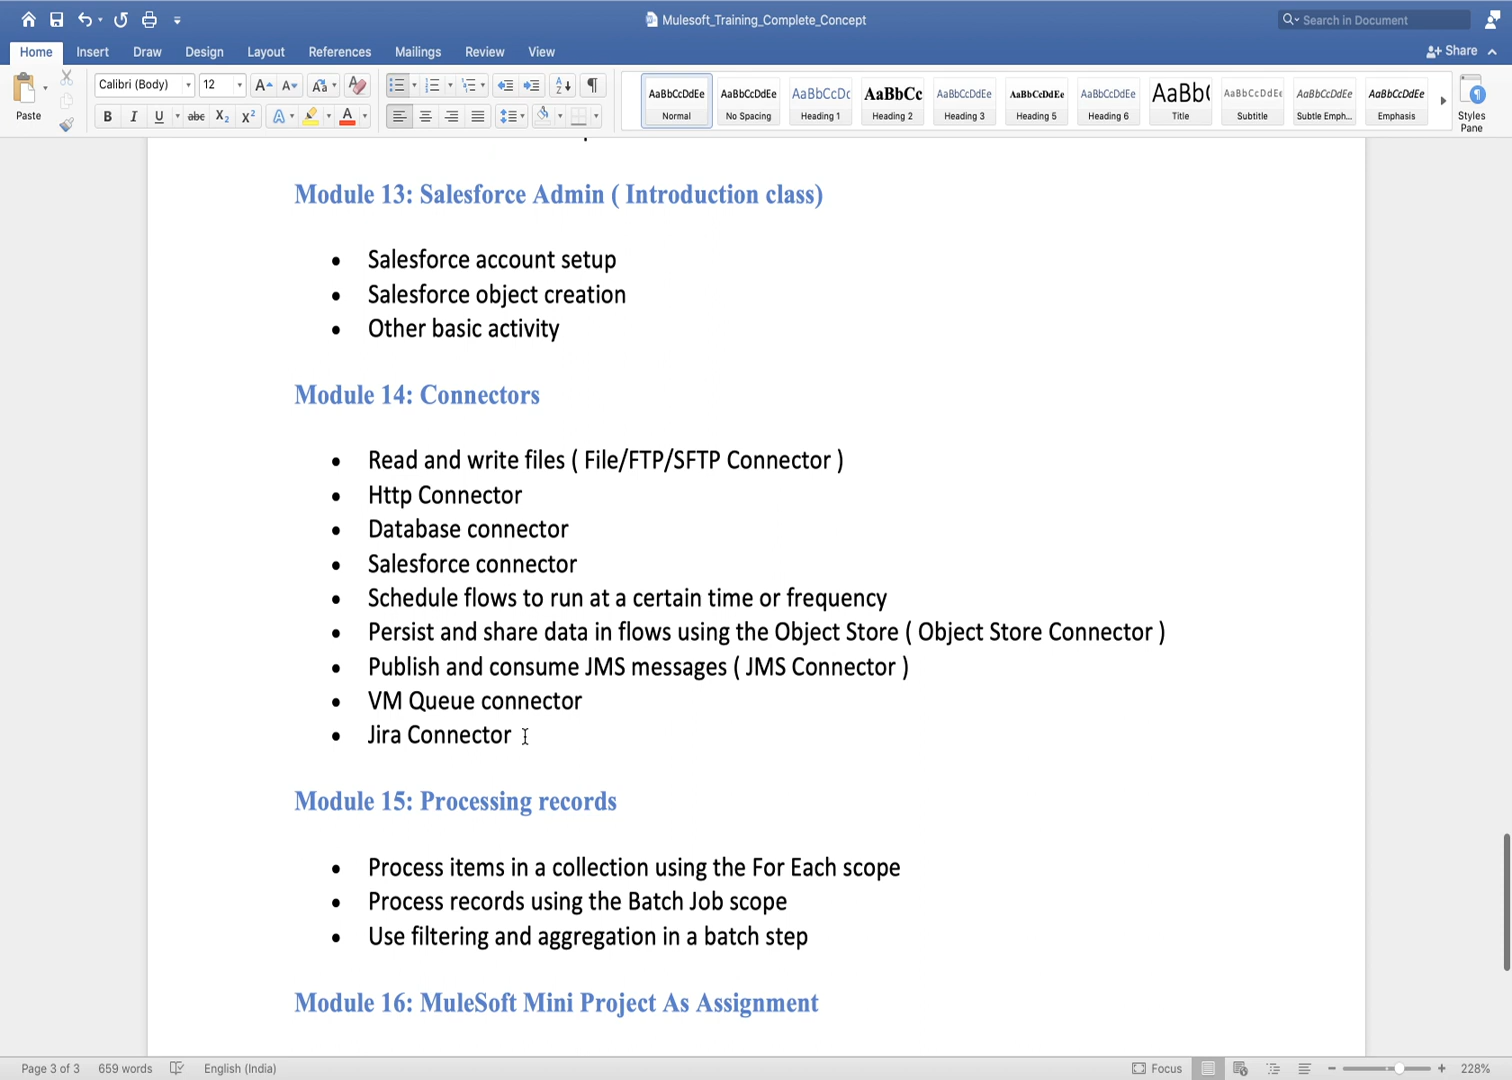 Mulesoft_Training_Complete_Concept
Search in Document
Home Insert Draw Design Layout References Mailings Review View
Share
Paste
Calibri (Body) 12
AaBbCcDdEe AaBbCcDdEe AaBbCcDc AaBbCc AaBbCcDdEe AaBbCcDdEe AaBbCcDdEe AaBb( AaBbCcDdEe AaBbCcDdEe AaBbCcDdEe
Normal No Spacing Heading 1 Heading 2 Heading 3 Heading 5 Heading 6 Title Subtitle Subtle Emph... Emphasis
Styles
Pane
Module 13: Salesforce Admin ( Introduction class)
• Salesforce account setup
• Salesforce object creation
• Other basic activity
Module 14: Connectors
• Read and write files ( File/FTP/SFTP Connector )
• Http Connector
• Database connector
• Salesforce connector
• Schedule flows to run at a certain time or frequency
• Persist and share data in flows using the Object Store ( Object Store Connector )
• Publish and consume JMS messages ( JMS Connector )
• VM Queue connector
• Jira Connector
Module 15: Processing records
• Process items in a collection using the For Each scope
• Process records using the Batch Job scope
• Use filtering and aggregation in a batch step
Module 16: MuleSoft Mini Project As Assignment
Page 3 of 3 659 words English (India) Focus 228%